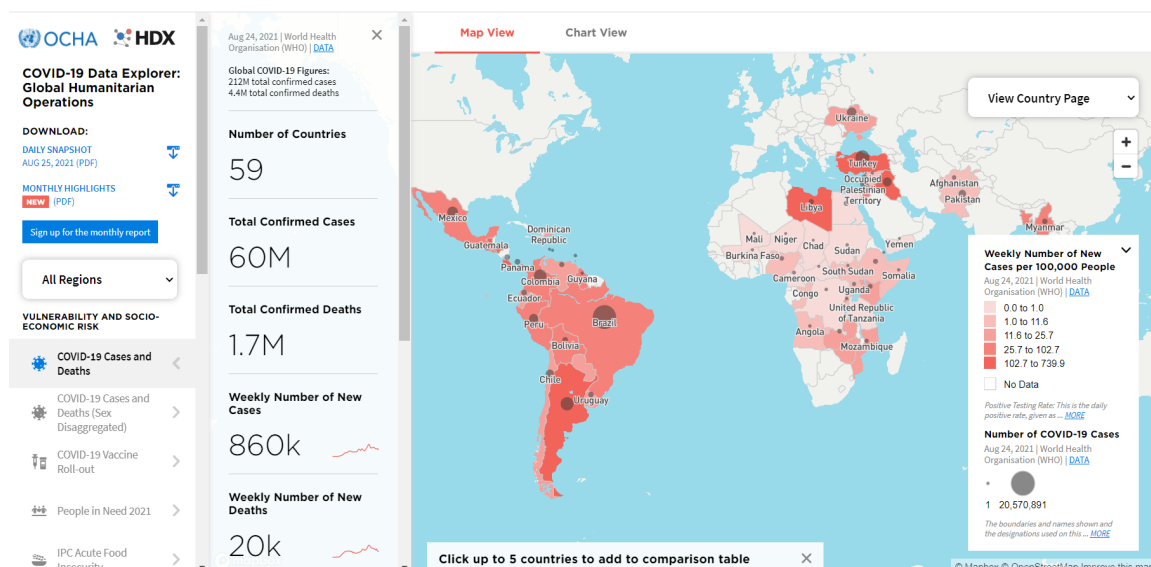 OCHA
HDX
COVID-19 Data Explorer:
Global Humanitarian
Operations
DOWNLOAD:
DAILY SNAPSHOT
AUG 25, 2021 (PDF)
MONTHLY HIGHLIGHTS
NEW (PDF)
Sign up for the monthly report
All Regions
VULNERABILITY AND SOCIO-
ECONOMIC RISK
COVID-19 Cases and
Deaths
COVID-19 Cases and
Deaths (Sex
Disaggregated)
COVID-19 Vaccine
Roll-out
People in Need 2021
IPC Acute Food
Insecurity
Aug 24, 2021 | World Health
Organisation (WHO) | DATA
Global COVID-19 Figures:
212M total confirmed cases
4.4M total confirmed deaths
Number of Countries
59
Total Confirmed Cases
60M
Total Confirmed Deaths
1.7M
Weekly Number of New
Cases
860k
Weekly Number of New
Deaths
20k
Map View
Chart View
View Country Page
+
−
Ukraine
Turkey
Occupied
Palestinian
Territory
Afghanistan
Pakistan
Libya
Myanmar
Mexico
Guatemala
Dominican
Republic
Panama
Colombia
Guyana
Ecuador
Peru
Brazil
Bolivia
Chile
Uruguay
Mali
Niger
Chad
Sudan
Yemen
Burkina Faso
Cameroon
South Sudan
Somalia
Congo
Uganda
United Republic
of Tanzania
Angola
Mozambique
Weekly Number of New
Cases per 100,000 People
Aug 24, 2021 | World Health
Organisation (WHO) | DATA
0.0 to 1.0
1.0 to 11.6
11.6 to 25.7
25.7 to 102.7
102.7 to 739.9
No Data
Positive Testing Rate: This is the daily
positive rate, given as ... MORE
Number of COVID-19 Cases
Aug 24, 2021 | World Health
Organisation (WHO) | DATA
1 20,570,891
The boundaries and names shown and
the designations used on this ... MORE
Click up to 5 countries to add to comparison table
© Mapbox © OpenStreetMap Improve this map